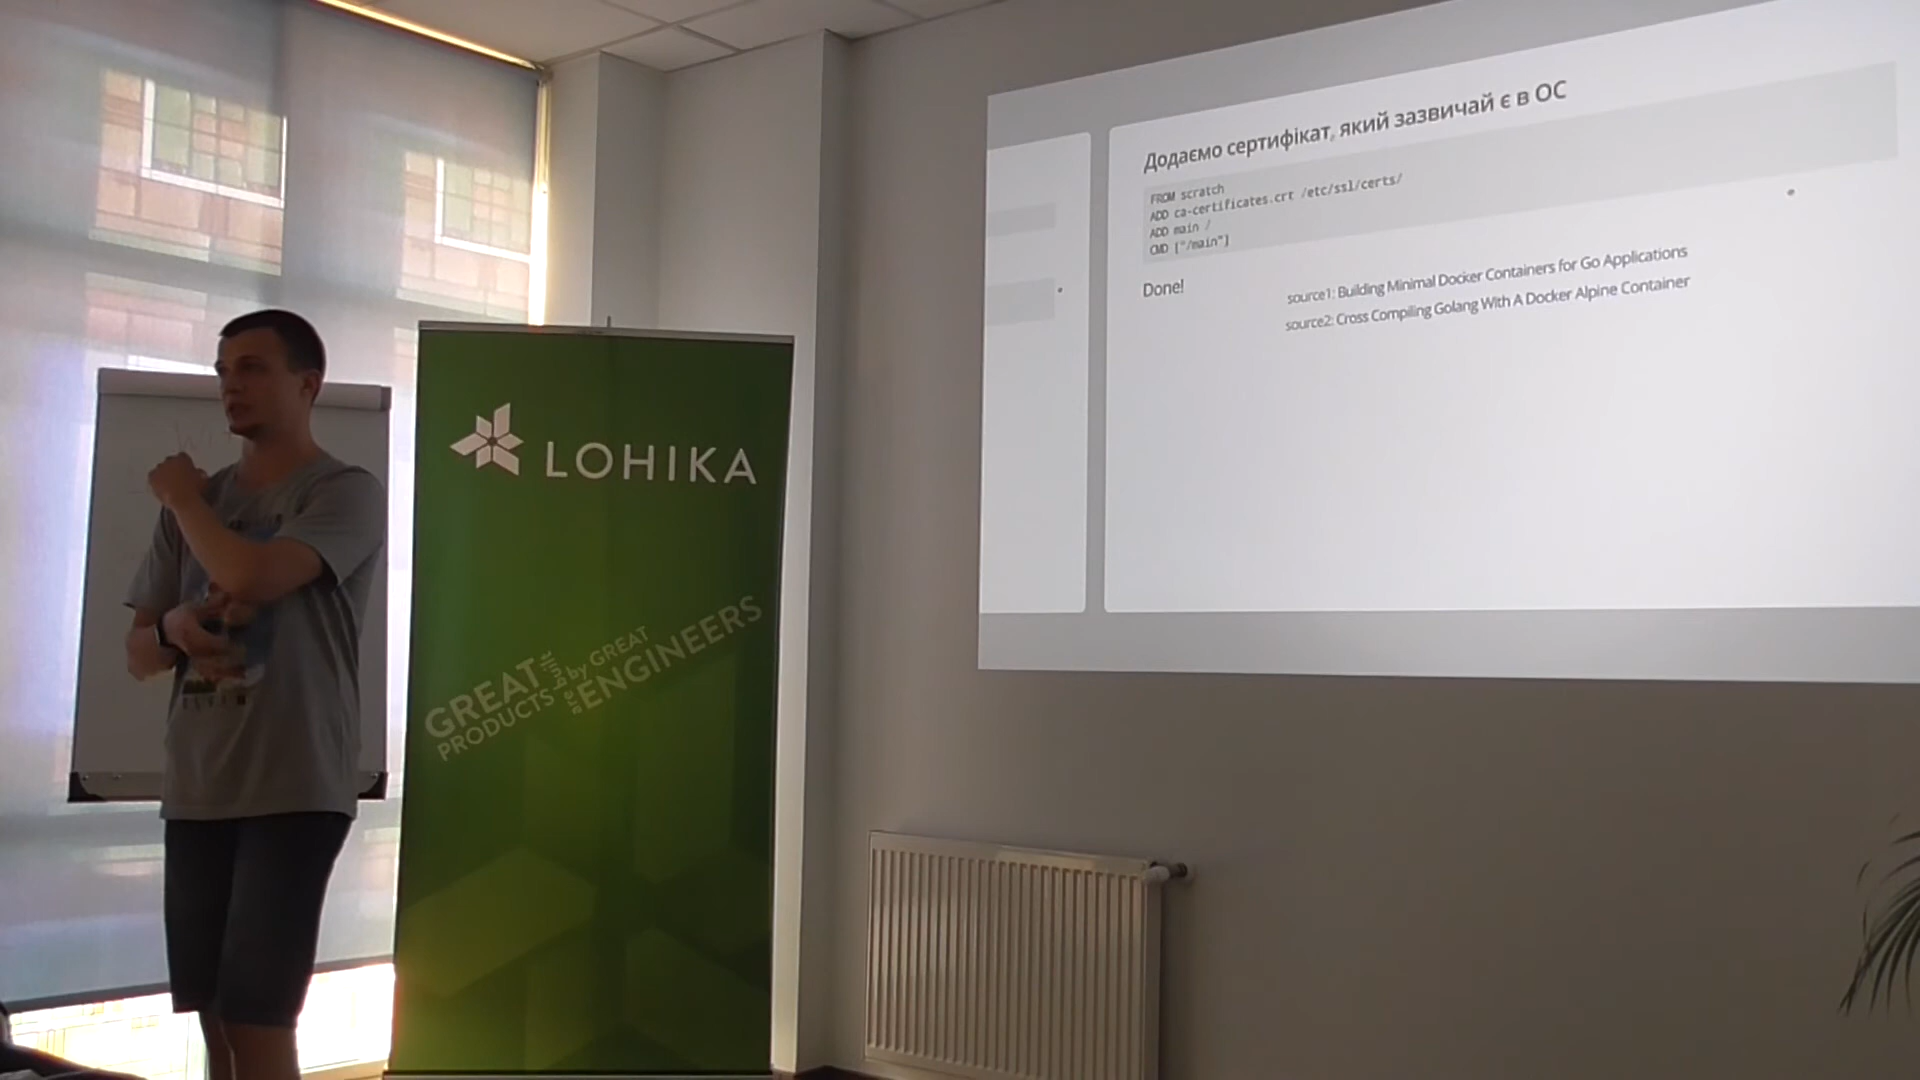 LOHIKA
GREAT
PRODUCTS
are built
by GREAT
ENGINEERS
Додаємо сертифікат, який зазвичай є в ОС
FROM scratch
ADD ca-certificates.crt /etc/ssl/certs/
ADD main /
CMD ["/main"]
Done!
source1: Building Minimal Docker Containers for Go Applications
source2: Cross Compiling Golang With A Docker Alpine Container